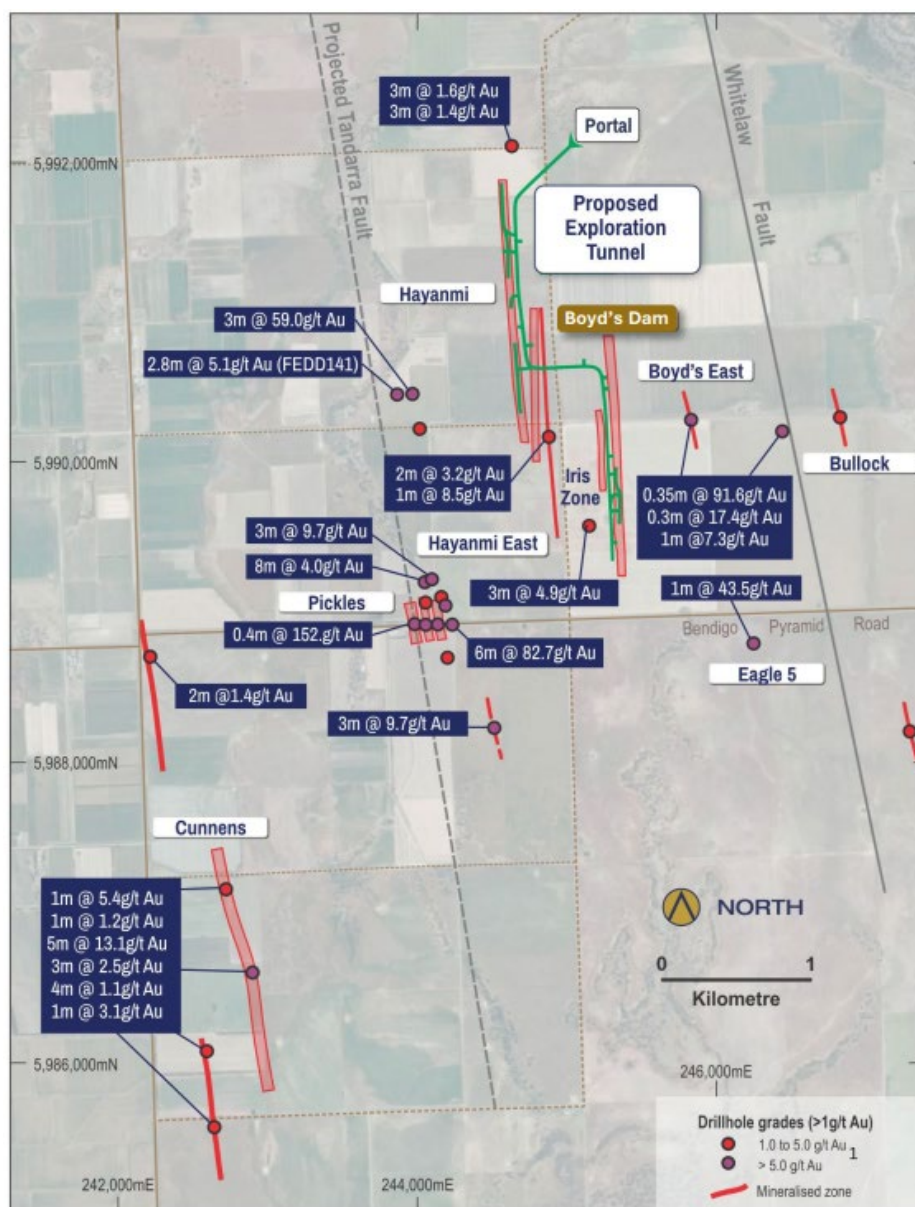 Projected Tandarra Fault
3m @ 1.6g/t Au
3m @ 1.4g/t Au
Portal
Whitelaw
Fault
5,992,000mN
Proposed
Exploration
Tunnel
Hayanmi
3m @ 59.0g/t Au
Boyd's Dam
2.8m @ 5.1g/t Au (FEDD141)
Boyd's East
5,990,000mN
2m @ 3.2g/t Au
1m @ 8.5g/t Au
Iris
Zone
Bullock
0.35m @ 91.6g/t Au
0.3m @ 17.4g/t Au
1m @7.3g/t Au
3m @ 9.7g/t Au
Hayanmi East
8m @ 4.0g/t Au
3m @ 4.9g/t Au
1m @ 43.5g/t Au
Pickles
0.4m @ 152.g/t Au
6m @ 82.7g/t Au
Bendigo Pyramid Road
Eagle 5
2m @1.4g/t Au
3m @ 9.7g/t Au
5,988,000mN
Cunnens
1m @ 5.4g/t Au
1m @ 1.2g/t Au
5m @ 13.1g/t Au
3m @ 2.5g/t Au
4m @ 1.1g/t Au
1m @ 3.1g/t Au
NORTH
0 1
Kilometre
5,986,000mN
246,000mE
Drillhole grades (>1g/t Au)
1.0 to 5.0 g/t Au 1
> 5.0 g/t Au
Mineralised zone
242,000mE
244,000mE